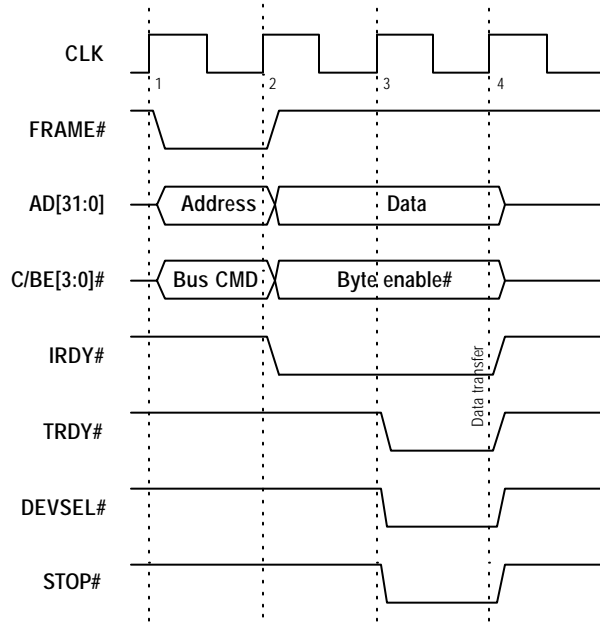 CLK
1 2 3 4
FRAME#
AD[31:0] Address Data
C/BE[3:0]# Bus CMD Byte enable#
IRDY#
Data transfer
TRDY#
DEVSEL#
STOP#